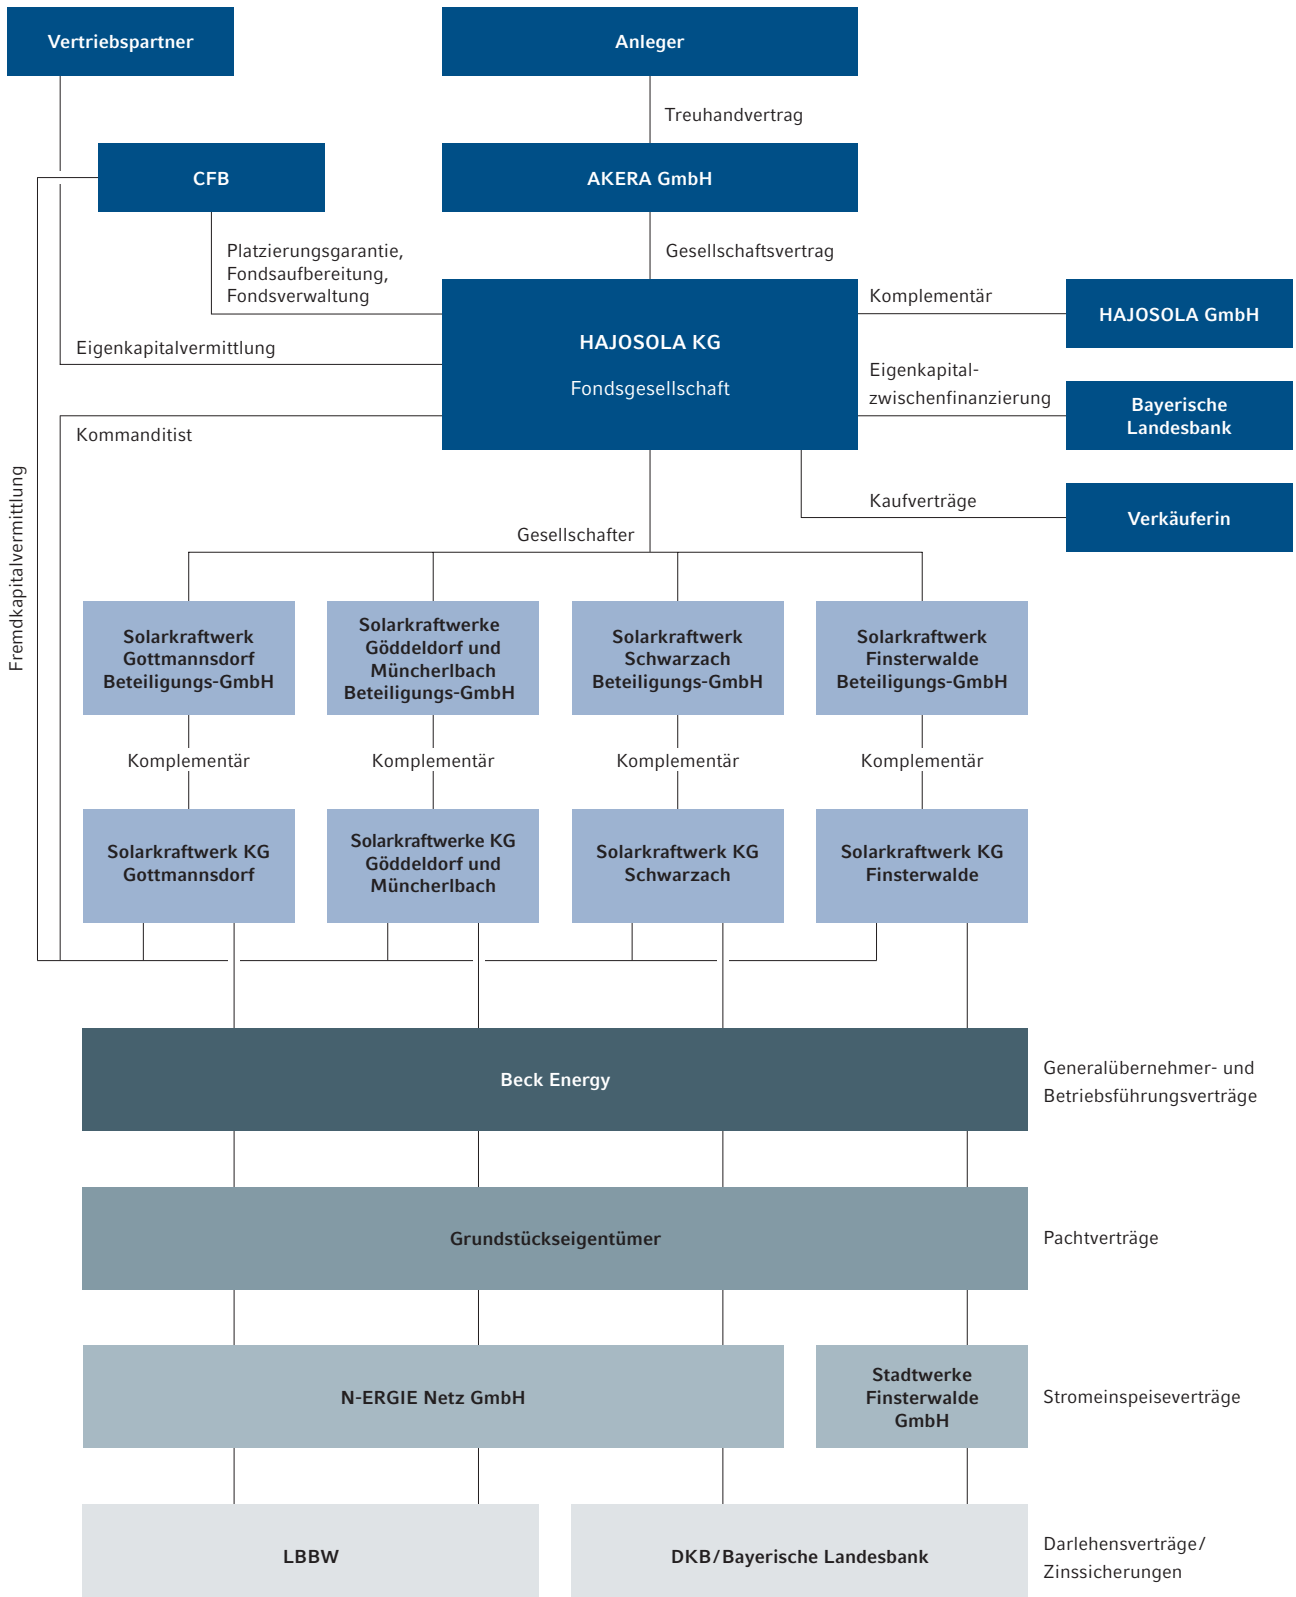 Vertriebspartner
Anleger
Treuhandvertrag
CFB
AKERA GmbH
Platzierungsgarantie,
Fondsaufbereitung,
Fondsverwaltung
Gesellschaftsvertrag
HAJOSOLA KG
Fondsgesellschaft
Komplementär
HAJOSOLA GmbH
Eigenkapitalvermittlung
Eigenkapital-
zwischenfinanzierung
Bayerische
Landesbank
Kommanditist
Kaufverträge
Verkäuferin
Fremdkapitalvermittlung
Gesellschafter
Solarkraftwerk
Gottmannsdorf
Beteiligungs-GmbH
Solarkraftwerke
Göddeldorf und
Müncherlbach
Beteiligungs-GmbH
Solarkraftwerk
Schwarzach
Beteiligungs-GmbH
Solarkraftwerk
Finsterwalde
Beteiligungs-GmbH
Komplementär
Komplementär
Komplementär
Komplementär
Solarkraftwerk KG
Gottmannsdorf
Solarkraftwerke KG
Göddeldorf und
Müncherlbach
Solarkraftwerk KG
Schwarzach
Solarkraftwerk KG
Finsterwalde
Beck Energy
Generalübernehmer- und
Betriebsführungsverträge
Grundstückseigentümer
Pachtverträge
N-ERGIE Netz GmbH
Stadtwerke
Finsterwalde
GmbH
Stromeinspeiseverträge
LBBW
DKB/Bayerische Landesbank
Darlehensverträge/
Zinssicherungen